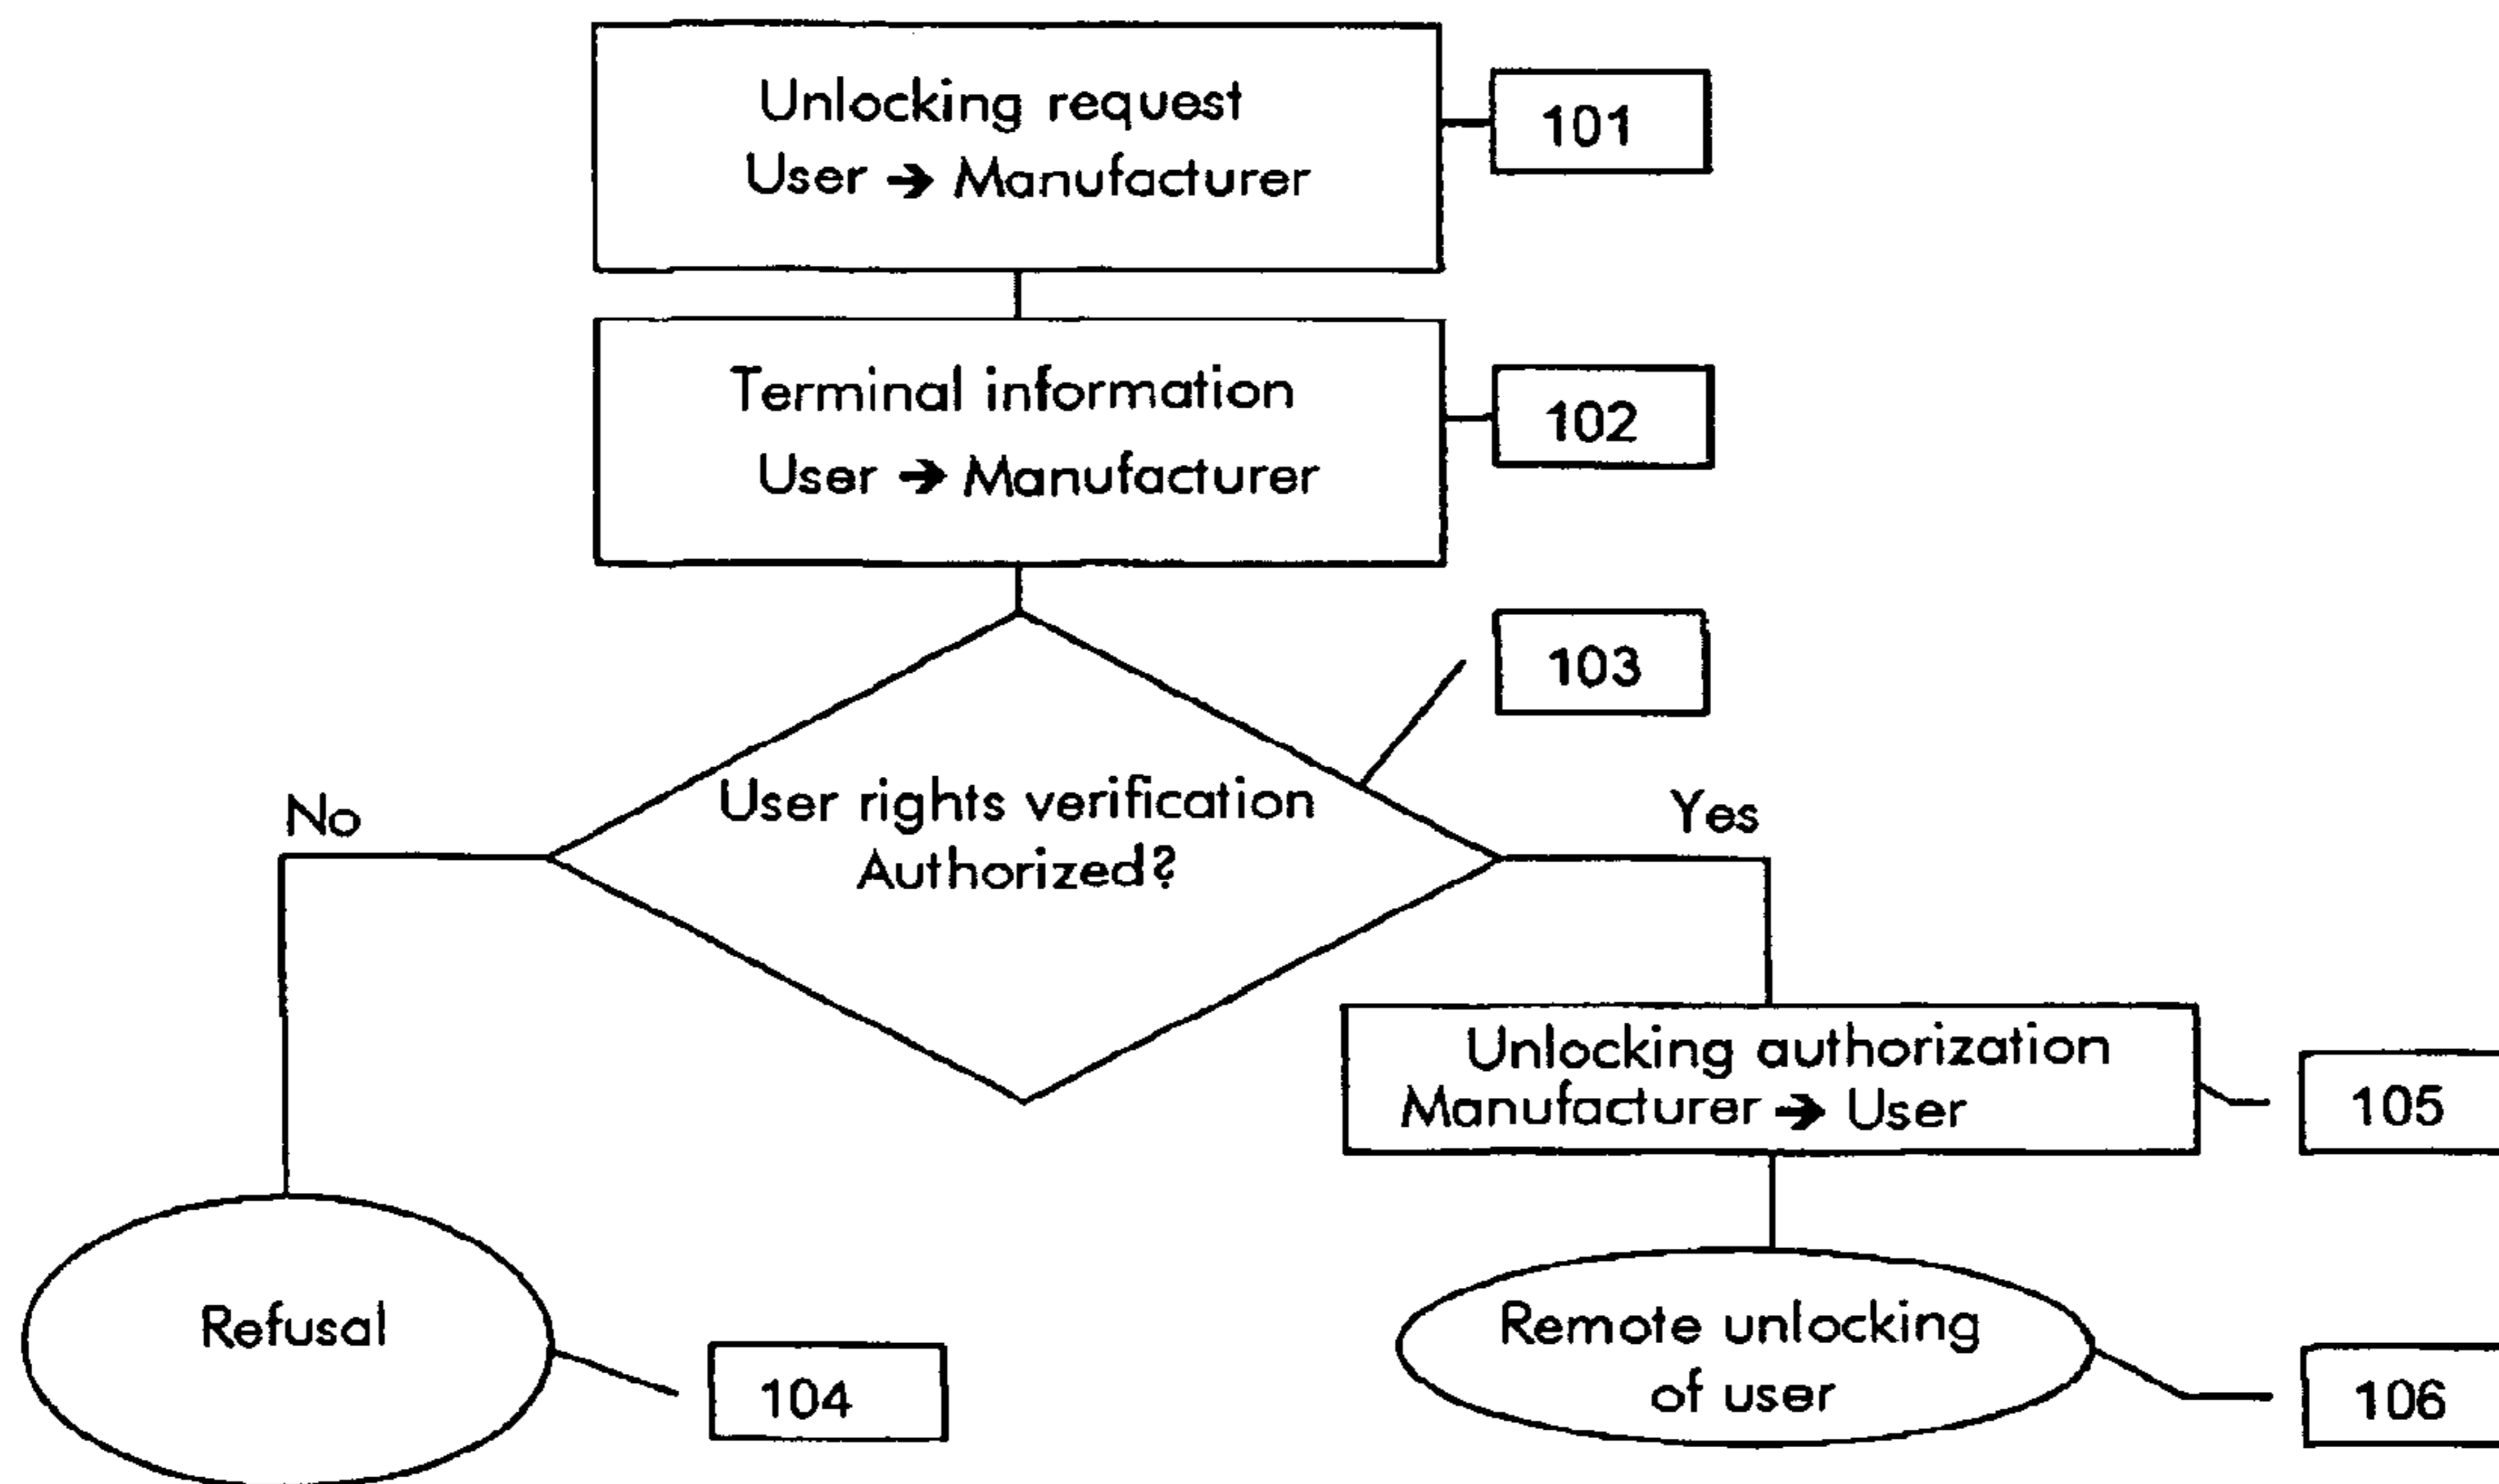 Unlocking request
User → Manufacturer
101
Terminal information
User → Manufacturer
102
103
User rights verification
Authorized?
No
Yes
Unlocking authorization
Manufacturer → User
105
Refusal
104
Remote unlocking
of user
106